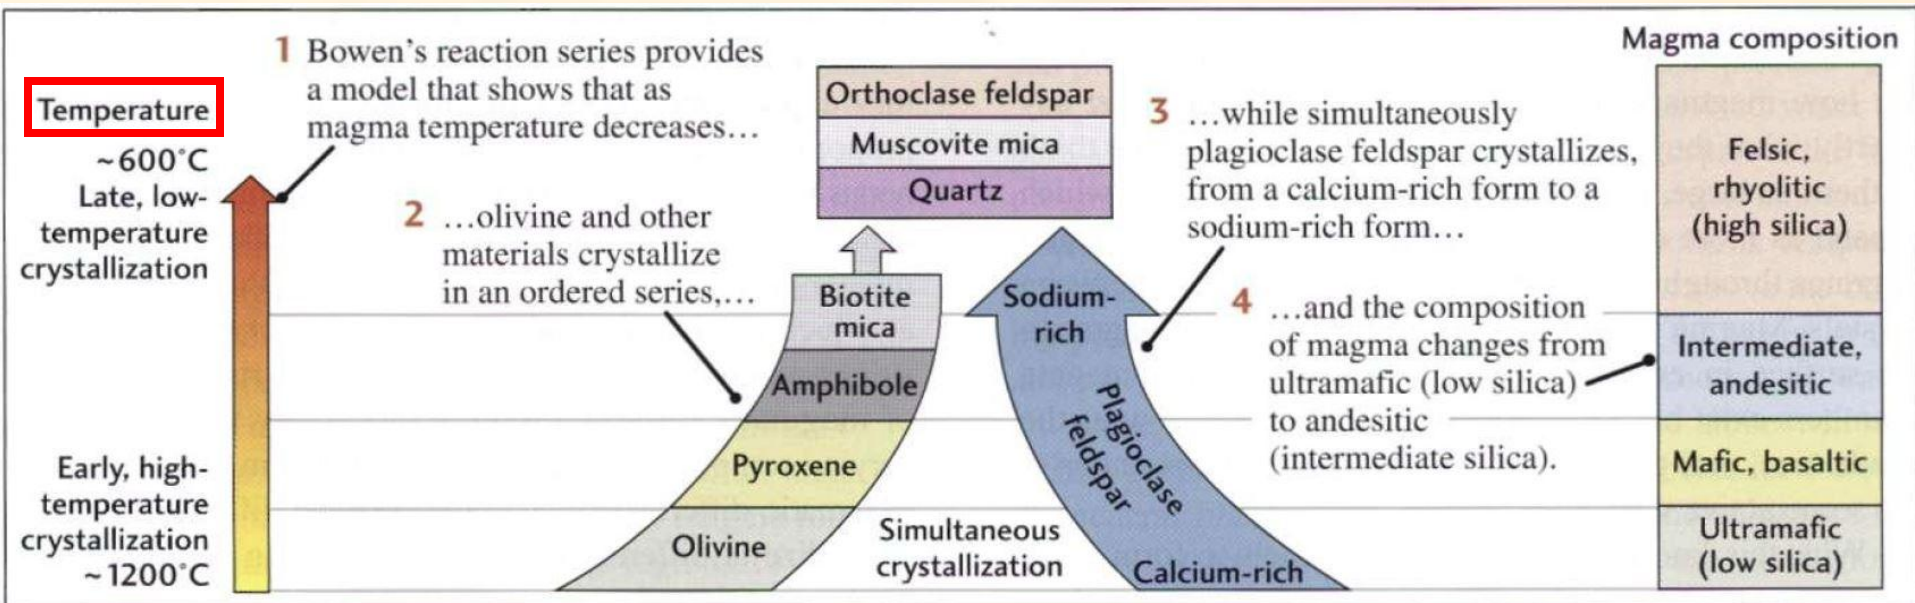 Temperature
~600°C
Late, low-
temperature
crystallization
Early, high-
temperature
crystallization
~1200°C
1 Bowen's reaction series provides
a model that shows that as
magma temperature decreases…
2 …olivine and other
materials crystallize
in an ordered series,…
Orthoclase feldspar
Muscovite mica
Quartz
Biotite
mica
Amphibole
Pyroxene
Olivine
Simultaneous
crystallization
Sodium-
rich
Plagioclase
feldspar
Calcium-rich
3 …while simultaneously
plagioclase feldspar crystallizes,
from a calcium-rich form to a
sodium-rich form…
4 …and the composition
of magma changes from
ultramafic (low silica)
to andesitic
(intermediate silica).
Magma composition
Felsic,
rhyolitic
(high silica)
Intermediate,
andesitic
Mafic, basaltic
Ultramafic
(low silica)